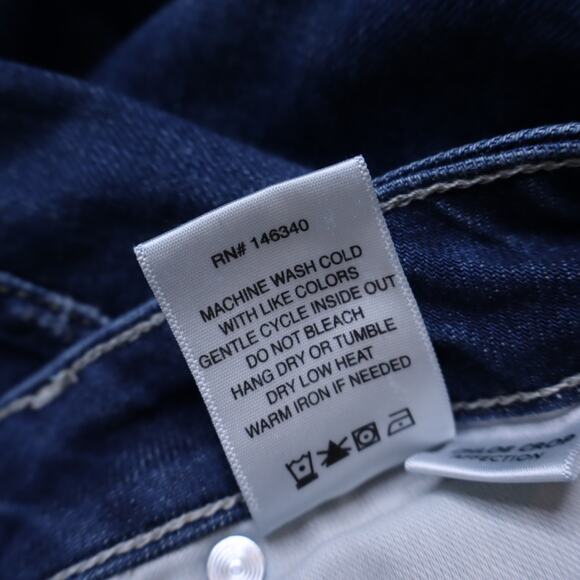 RN# 146340
MACHINE WASH COLD
WITH LIKE COLORS
GENTLE CYCLE INSIDE OUT
DO NOT BLEACH
HANG DRY OR TUMBLE
DRY LOW HEAT
WARM IRON IF NEEDED
CROP